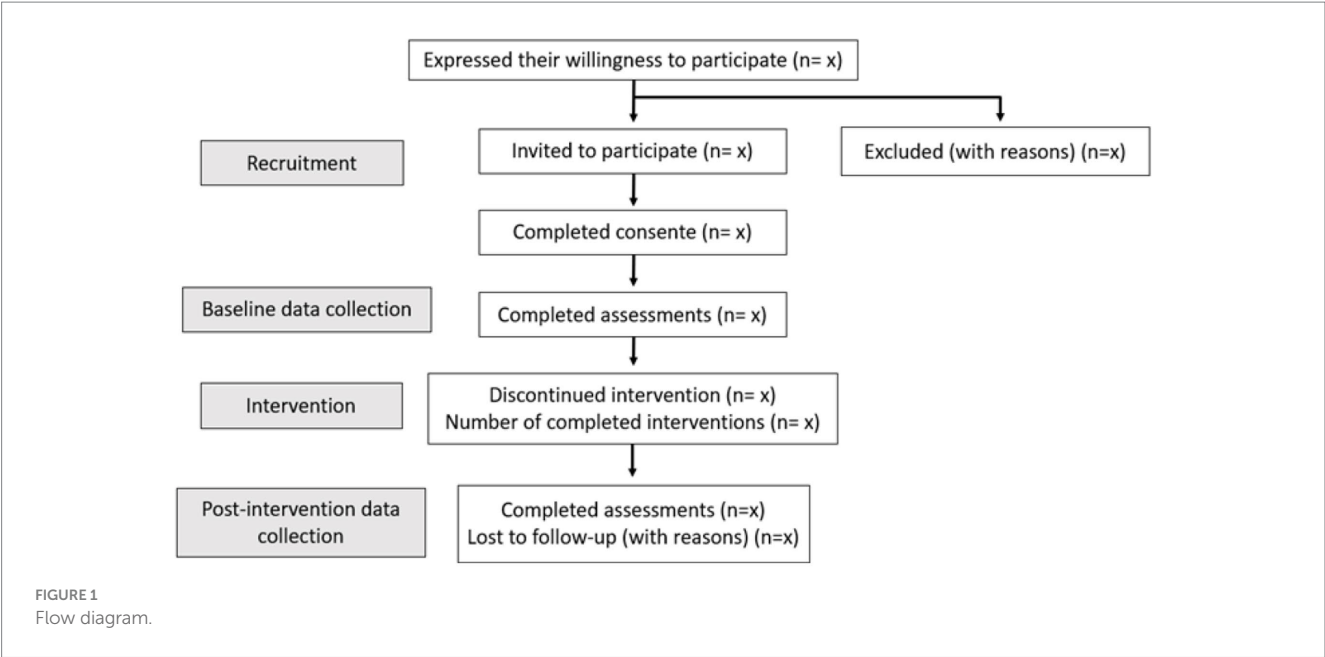 Expressed their willingness to participate (n= x)
Recruitment
Invited to participate (n= x)
Excluded (with reasons) (n=x)
Completed consente (n= x)
Baseline data collection
Completed assessments (n= x)
Intervention
Discontinued intervention (n= x)
Number of completed interventions (n= x)
Post-intervention data
collection
Completed assessments (n=x)
Lost to follow-up (with reasons) (n=x)
FIGURE 1
Flow diagram.